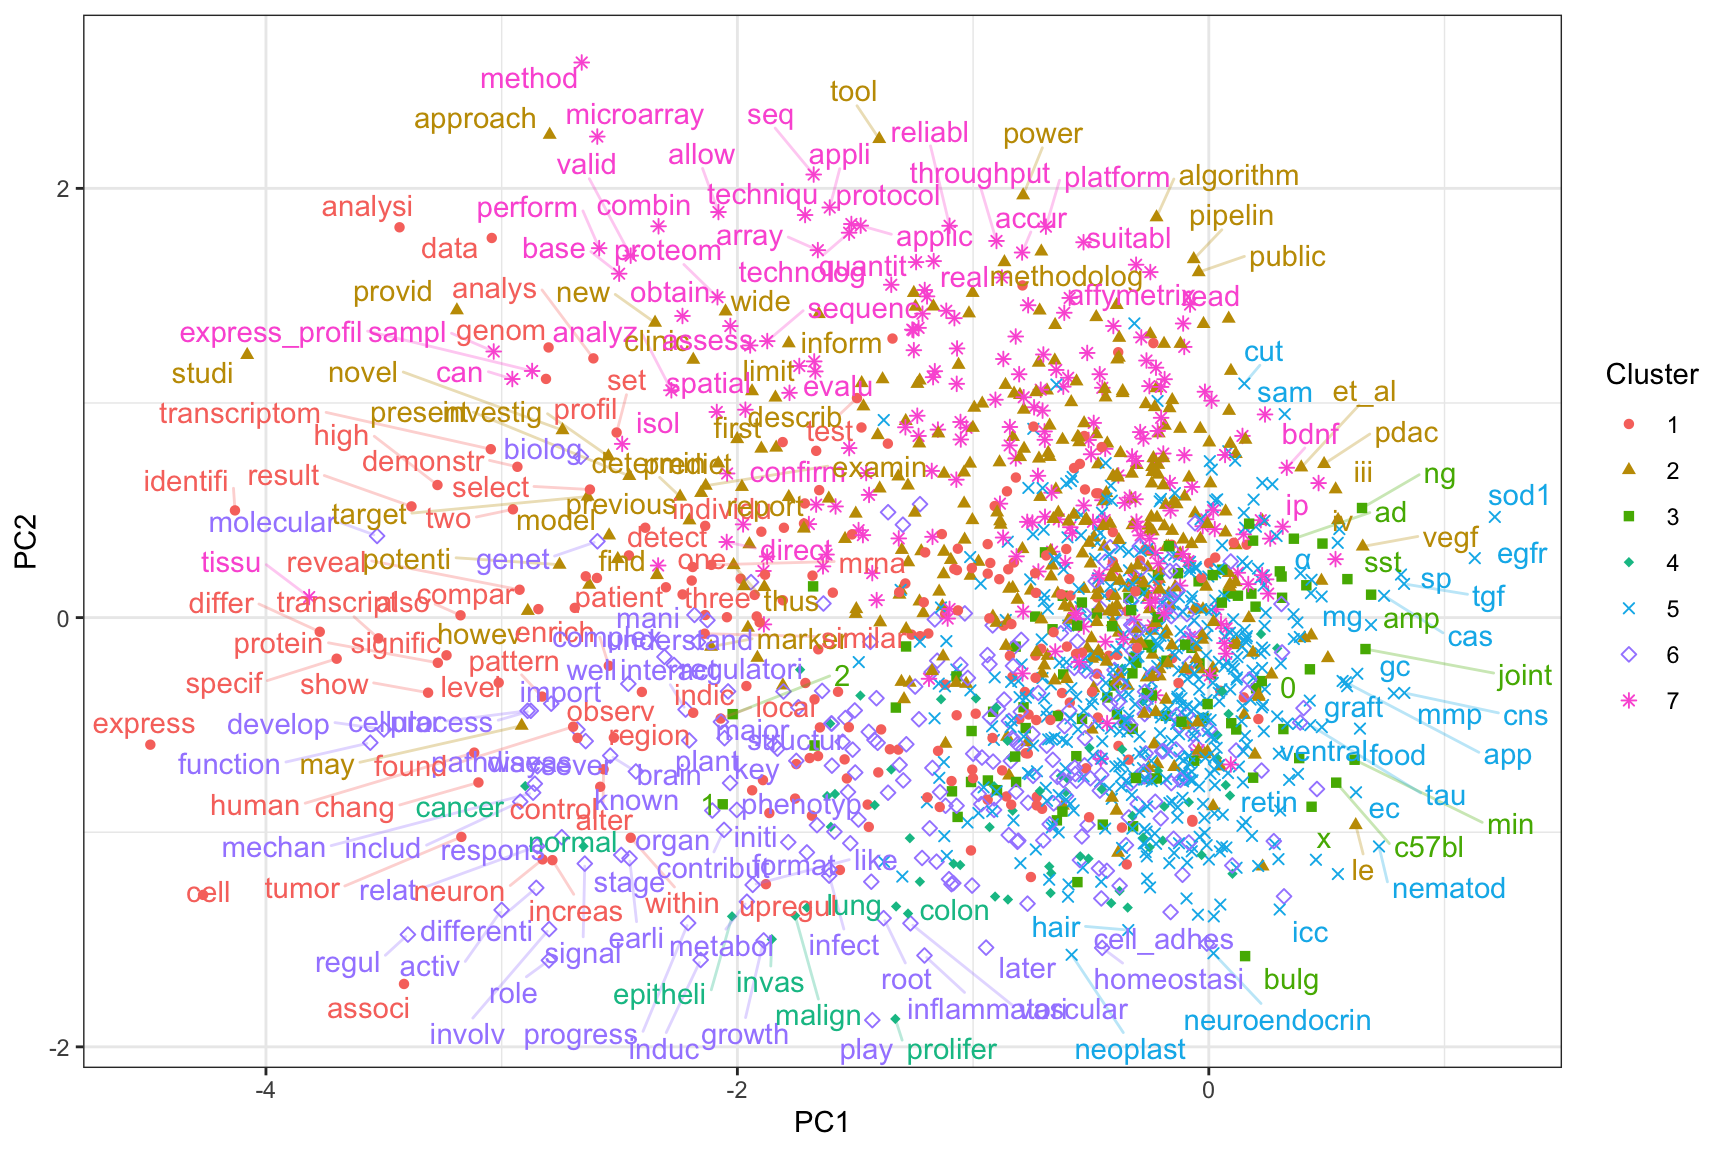 method
tool
approach
microarray
seq
reliabl
power
valid
allow
appli
throughput
platform
algorithm
analysi
perform
combin
techniqu
protocol
accur
pipelin
data
base
proteom
array
applic
suitabl
public
technolog
quantit
real
methodolog
provid
analys
new
obtain
wide
sequenc
affymetrix
read
express_profil
sampl
genom
analyz
clinic
assess
inform
cut
studi
novel
can
set
spatial
limit
evalu
sam
et_al
transcriptom
present
investig
profil
isol
first
describ
test
bdnf
pdac
high
biolog
demonstr
determin
predict
confirm
examin
iii
ng
identifi
result
select
previous
report
individu
ip
sod1
molecular
target
two
model
iv
ad
vegf
tissu
reveal
potenti
genet
find
detect
one
direct
mrna
α
sst
egfr
sp
tgf
differ
transcript
also
compar
patient
three
thus
mg
amp
cas
protein
signific
howev
enrich
mani
complex
understand
marker
similar
specif
show
pattern
level
well
interact
regulatori
2
gc
joint
0
import
indic
local
graft
mmp
cns
express
develop
cellular
process
observ
region
major
structur
ventral
food
app
function
may
found
pathway
diseas
sever
brain
plant
key
human
chang
cancer
control
known
1
phenotyp
retin
ec
tau
min
alter
mechan
includ
respons
normal
organ
initi
x
c57bl
contribut
format
like
le
cell
tumor
relat
neuron
stage
within
upregul
lung
colon
nematod
increas
differenti
signal
earli
metabol
infect
hair
cell_adhes
icc
regul
activ
role
epitheli
invas
root
later
homeostasi
bulg
associ
malign
inflammatori
vascular
involv
progress
induc
growth
play
prolifer
neoplast
neuroendocrin
PC2
2
0
-2
-4
-2
0
PC1
Cluster
1
2
3
4
5
6
7